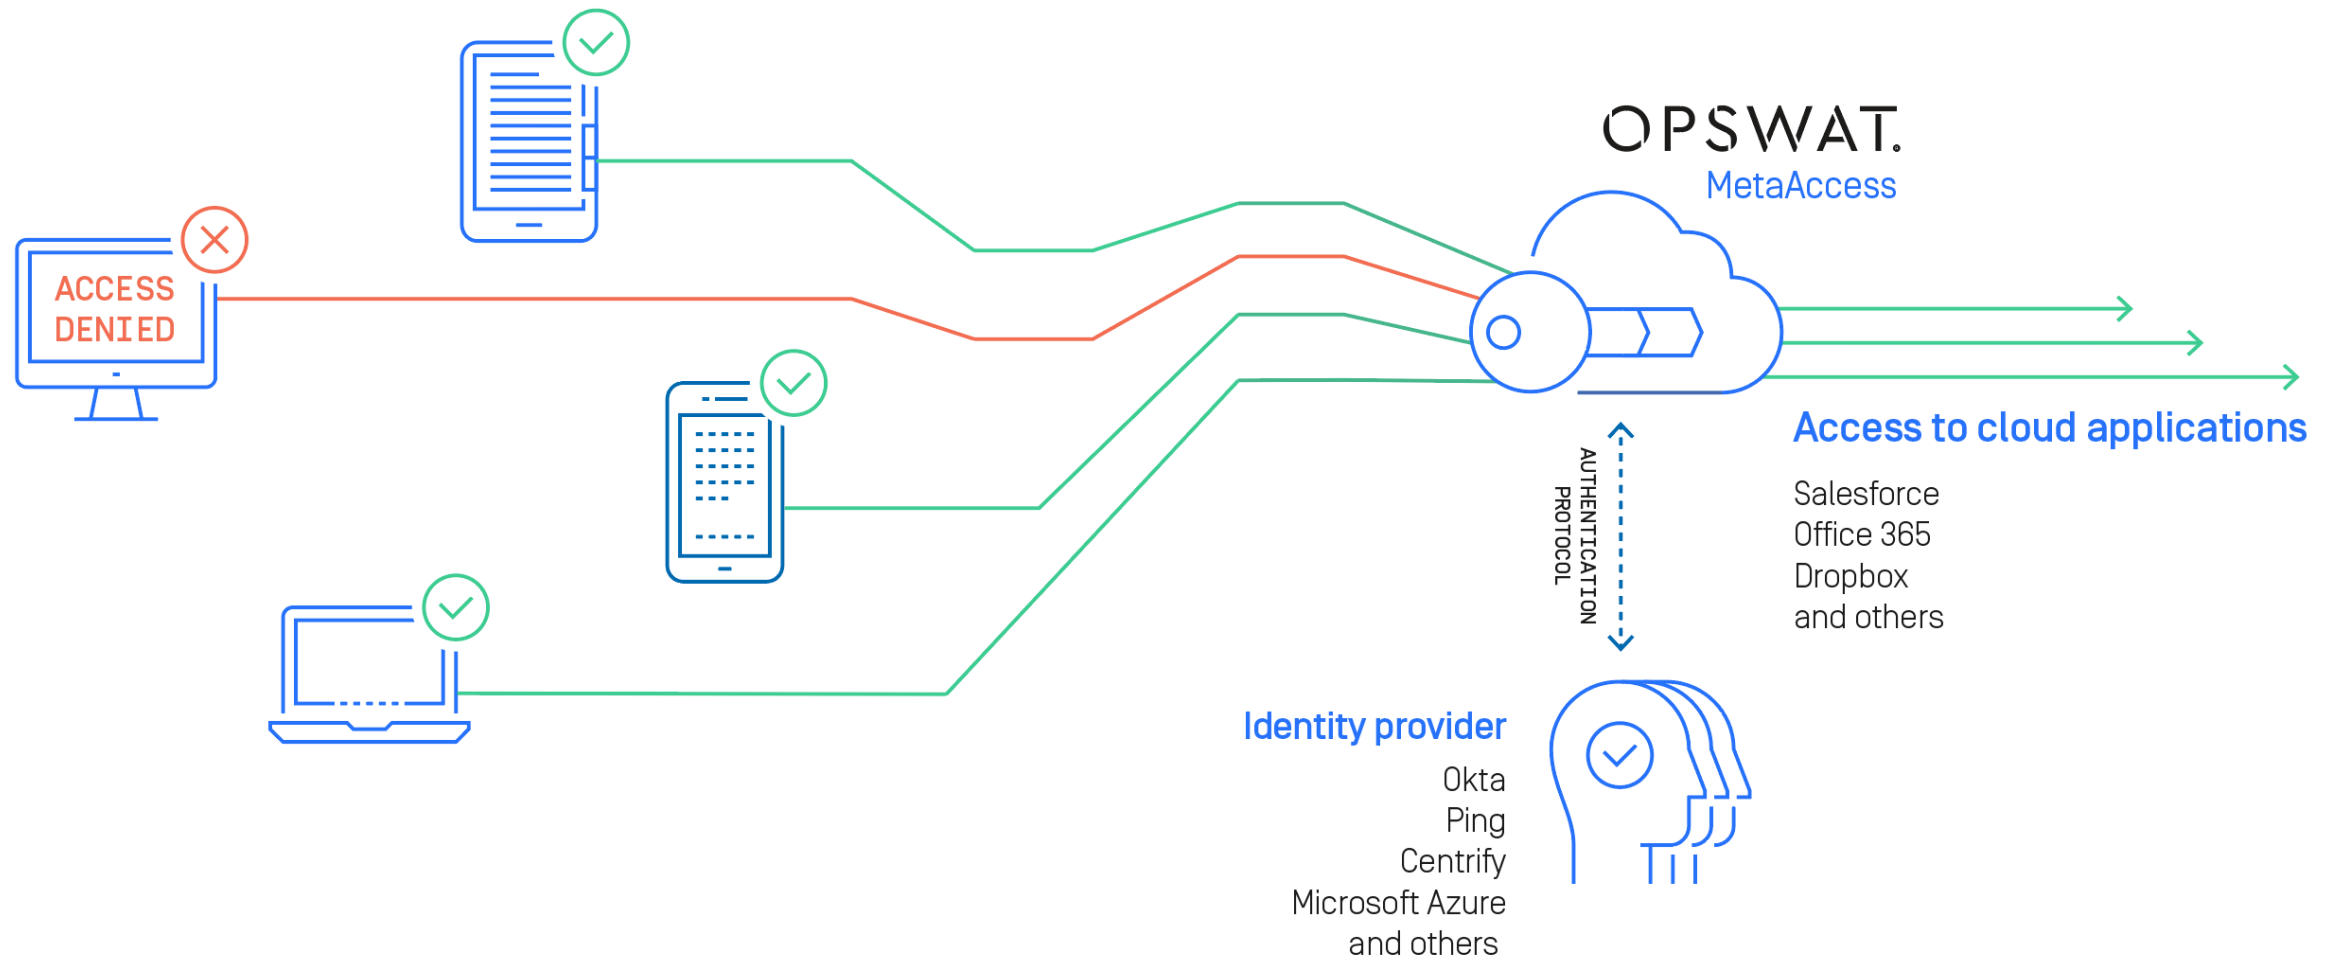 OPSWAT.
MetaAccess
ACCESS
DENIED
Access to cloud applications
Salesforce
Office 365
Dropbox
and others
AUTHENTICATION
PROTOCOL
Identity provider
Okta
Ping
Centrify
Microsoft Azure
and others